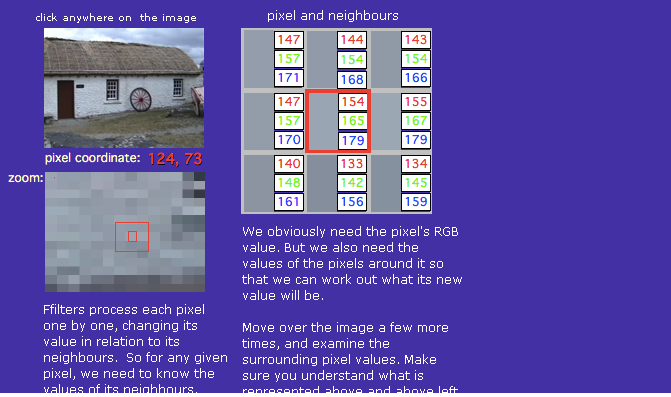 click anywhere on the image
pixel coordinate: 124, 73
zoom:
Ffilters process each pixel
one by one, changing its
value in relation to its
neighbours. So for any given
pixel, we need to know the
values of its neighbours.
pixel and neighbours
147 144 143
157 154 154
171 168 166
147 154 155
157 165 167
170 179 179
140 133 134
148 142 145
161 156 159
We obviously need the pixel's RGB
value. But we also need the
values of the pixels around it so
that we can work out what its new
value will be.
Move over the image a few more
times, and examine the
surrounding pixel values. Make
sure you understand what is
represented above and above left